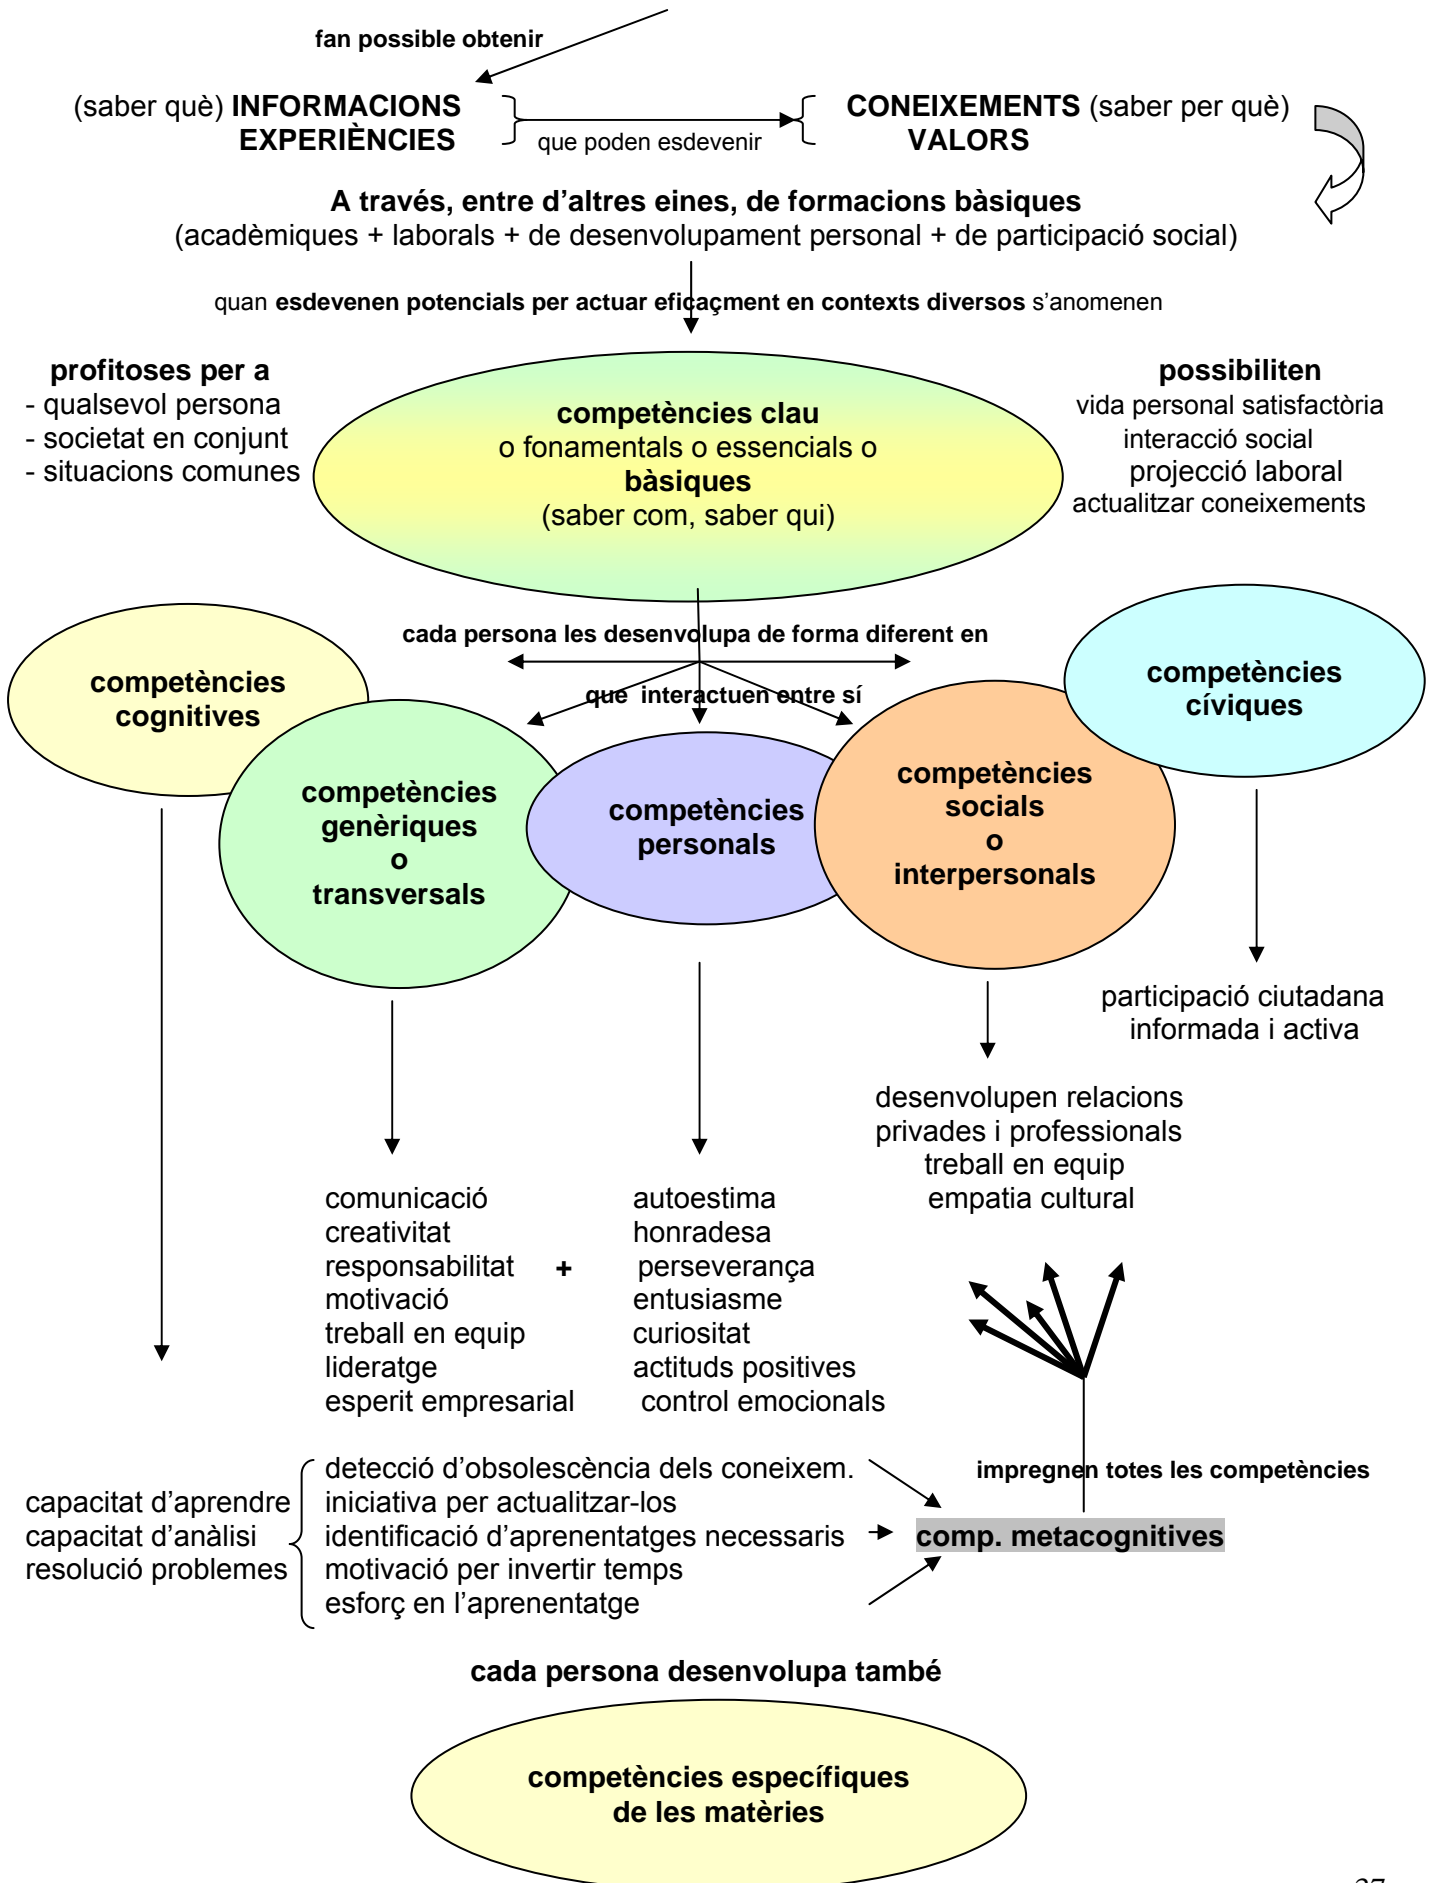 fan possible obtenir
(saber què) INFORMACIONS
EXPERIÈNCIES
que poden esdevenir
CONEIXEMENTS (saber per què)
VALORS
A través, entre d’altres eines, de formacions bàsiques
(acadèmiques + laborals + de desenvolupament personal + de participació social)
quan esdevenen potencials per actuar eficaçment en contexts diversos s’anomenen
profitoses per a
- qualsevol persona
- societat en conjunt
- situacions comunes
competències clau
o fonamentals o essencials o
bàsiques
(saber com, saber qui)
possibiliten
vida personal satisfactòria
interacció social
projecció laboral
actualitzar coneixements
cada persona les desenvolupa de forma diferent en
que interactuen entre sí
competències
cognitives
competències
genèriques
o
transversals
competències
personals
competències
socials
o
interpersonals
competències
cíviques
participació ciutadana
informada i activa
desenvolupen relacions
privades i professionals
treball en equip
empatia cultural
comunicació
creativitat
responsabilitat
motivació
treball en equip
lideratge
esperit empresarial
+
autoestima
honradesa
perseverança
entusiasme
curiositat
actituds positives
control emocionals
capacitat d’aprendre
capacitat d’anàlisi
resolució problemes
detecció d’obsolescència dels coneixem.
iniciativa per actualitzar-los
identificació d’aprenentatges necessaris
motivació per invertir temps
esforç en l’aprenentatge
impregnen totes les competències
comp. metacognitives
cada persona desenvolupa també
competències específiques
de les matèries